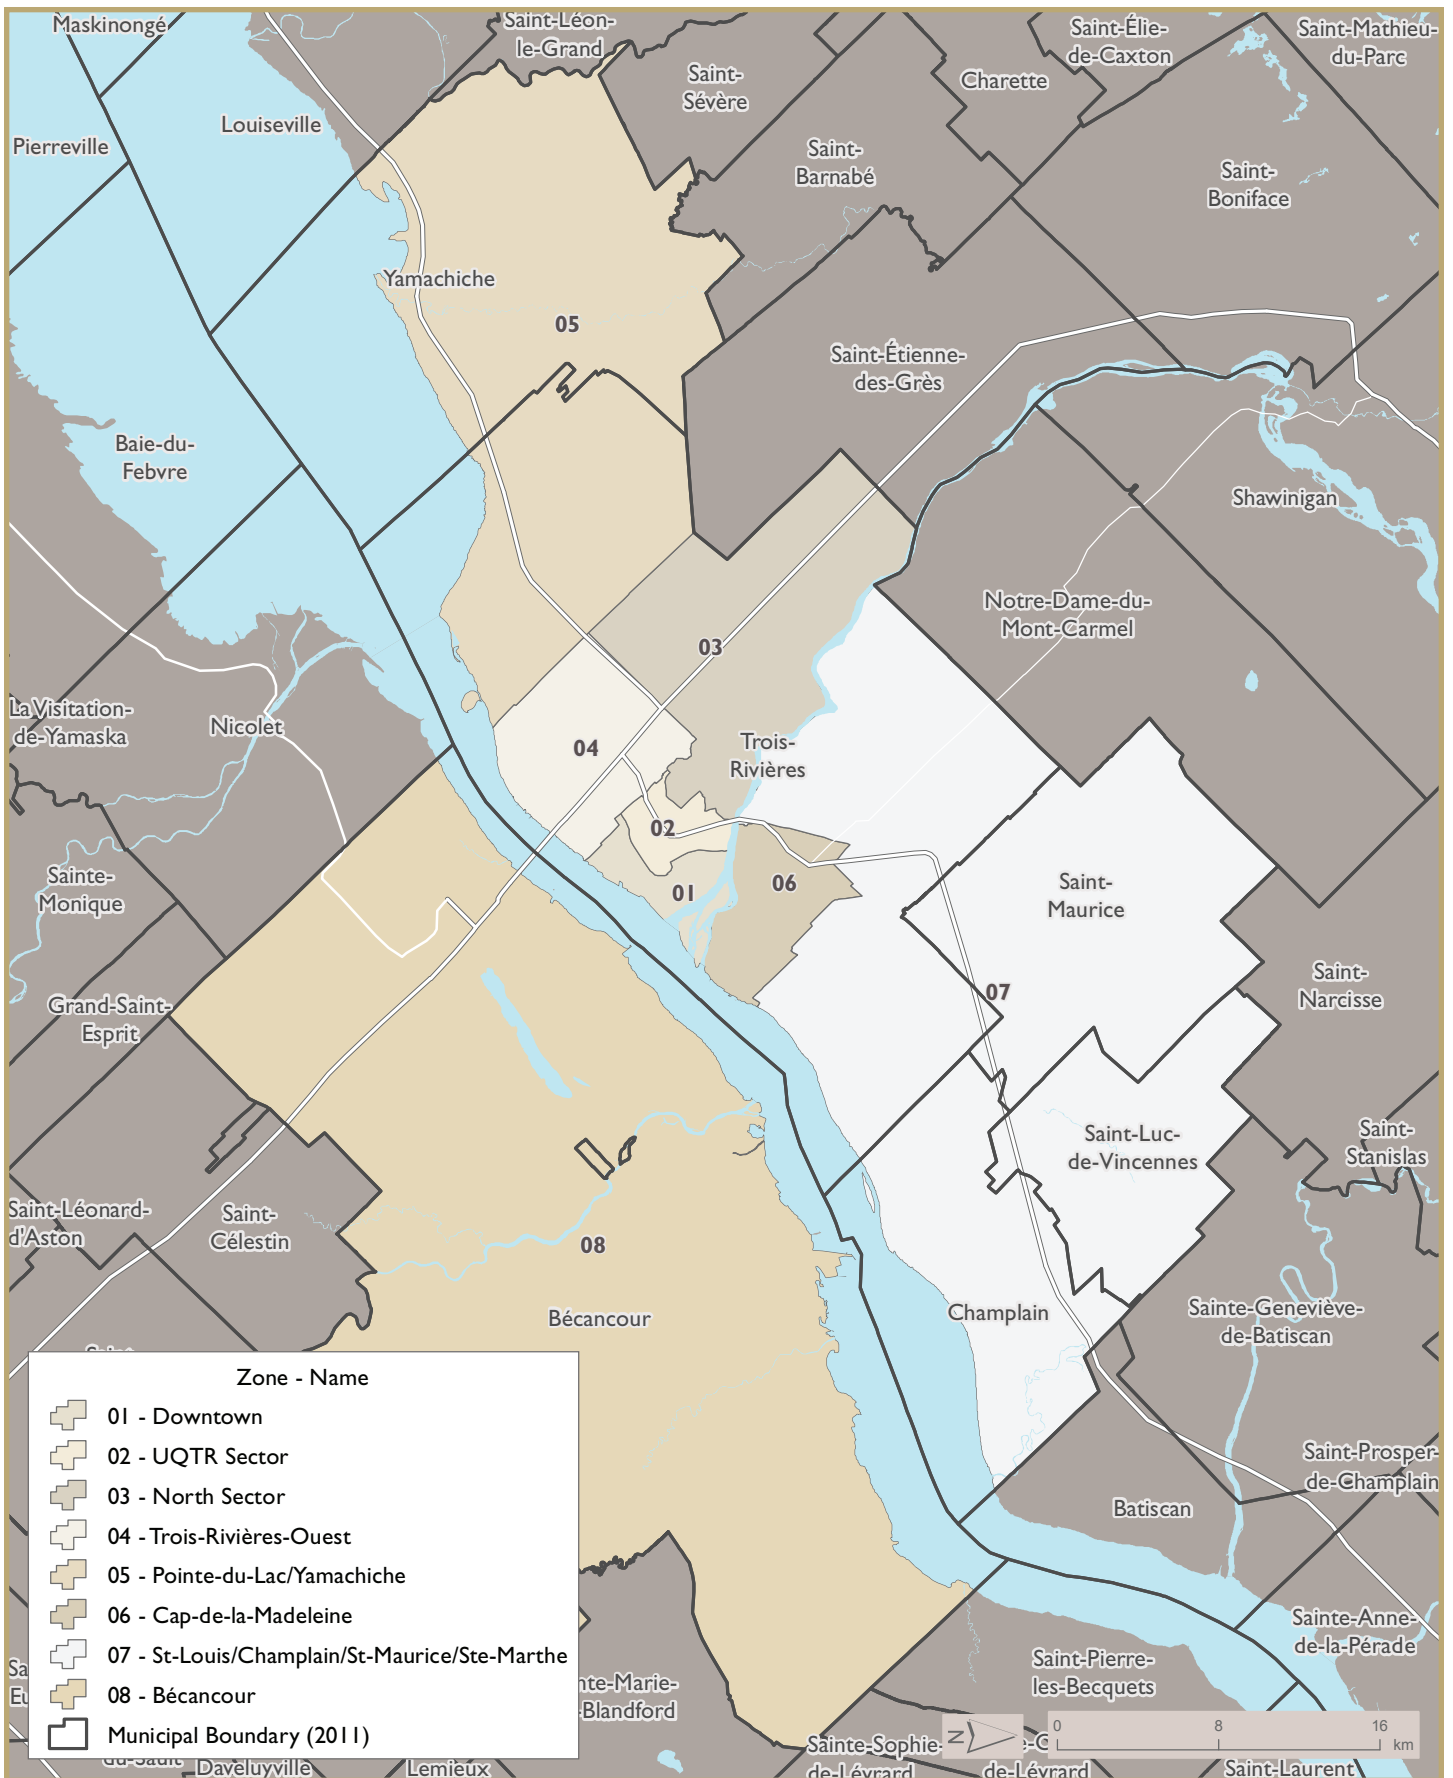 Maskinongé
Saint-Léon-
le-Grand
Saint-Élie-
de-Caxton
Saint-Mathieu-
du-Parc
Saint-
Sévère
Charette
Louiseville
Pierreville
Saint-
Barnabé
Saint-
Boniface
Yamachiche
05
Saint-Étienne-
des-Grès
Baie-du-
Febvre
Shawinigan
Notre-Dame-du-
Mont-Carmel
03
La Visitation-
de-Yamaska
Nicolet
04
Trois-
Rivières
02
Sainte-
Monique
01
06
Saint-
Maurice
Saint-
Narcisse
07
Grand-Saint-
Esprit
Saint-Luc-
de-Vincennes
Saint-
Stanislas
Saint-Léonard-
d'Aston
Saint-
Célestin
08
Bécancour
Champlain
Sainte-Geneviève-
de-Batiscan
Saint-Prosper-
de-Champlain
Batiscan
Sainte-Anne-
de-la-Pérade
Saint-Pierre-
les-Becquets
Zone - Name
01 - Downtown
02 - UQTR Sector
03 - North Sector
04 - Trois-Rivières-Ouest
05 - Pointe-du-Lac/Yamachiche
06 - Cap-de-la-Madeleine
07 - St-Louis/Champlain/St-Maurice/Ste-Marthe
08 - Bécancour
Municipal Boundary (2011)
nte-Marie-
-Blandford
du-Sault
Daveluyville
Lemieux
Sainte-Sophie-
de-Lévrard
de-Lévrard
Saint-Laurent
N
0 8 16
km